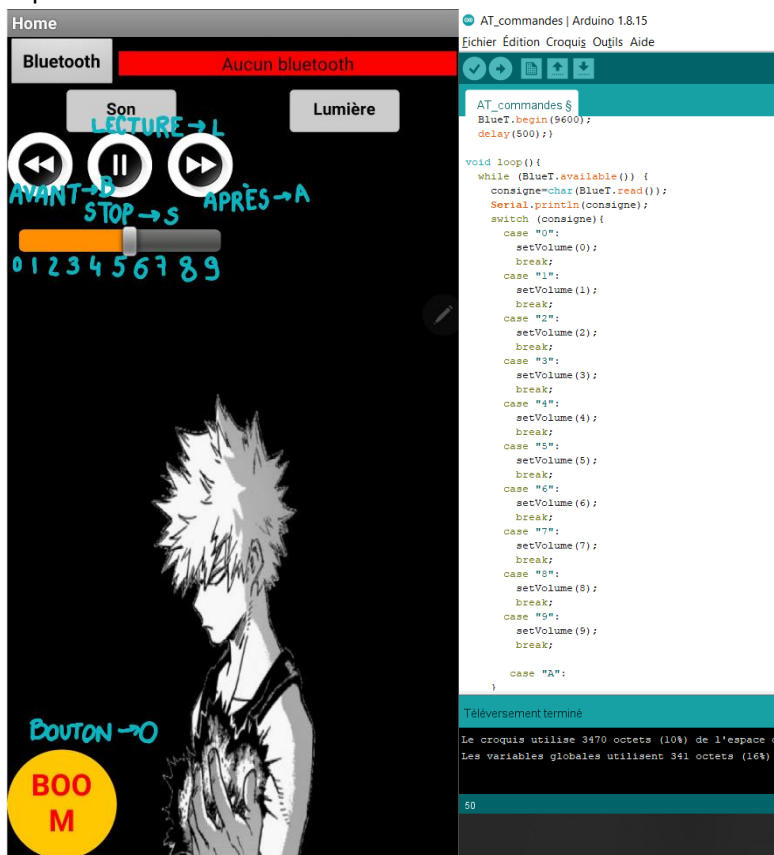 Home
Bluetooth
Aucun bluetooth
Son
Lumière
LECTURE→L
AVANT→B
STOP→S
APRÈS→A
0 1 2 3 4 5 6 7 8 9
BOUTON→O
BOO
M
AT_commandes | Arduino 1.8.15
Fichier Édition Croquis Outils Aide
AT_commandes §
BlueT.begin(9600);
delay(500);}
void loop(){
while (BlueT.available()) {
consigne=char(BlueT.read());
Serial.println(consigne);
switch (consigne){
case "0":
setVolume(0);
break;
case "1":
setVolume(1);
break;
case "2":
setVolume(2);
break;
case "3":
setVolume(3);
break;
case "4":
setVolume(4);
break;
case "5":
setVolume(5);
break;
case "6":
setVolume(6);
break;
case "7":
setVolume(7);
break;
case "8":
setVolume(8);
break;
case "9":
setVolume(9);
break;
case "A":
}
Téléversement terminé
Le croquis utilise 3470 octets (10%) de l'espace
Les variables globales utilisent 341 octets (16%)
50